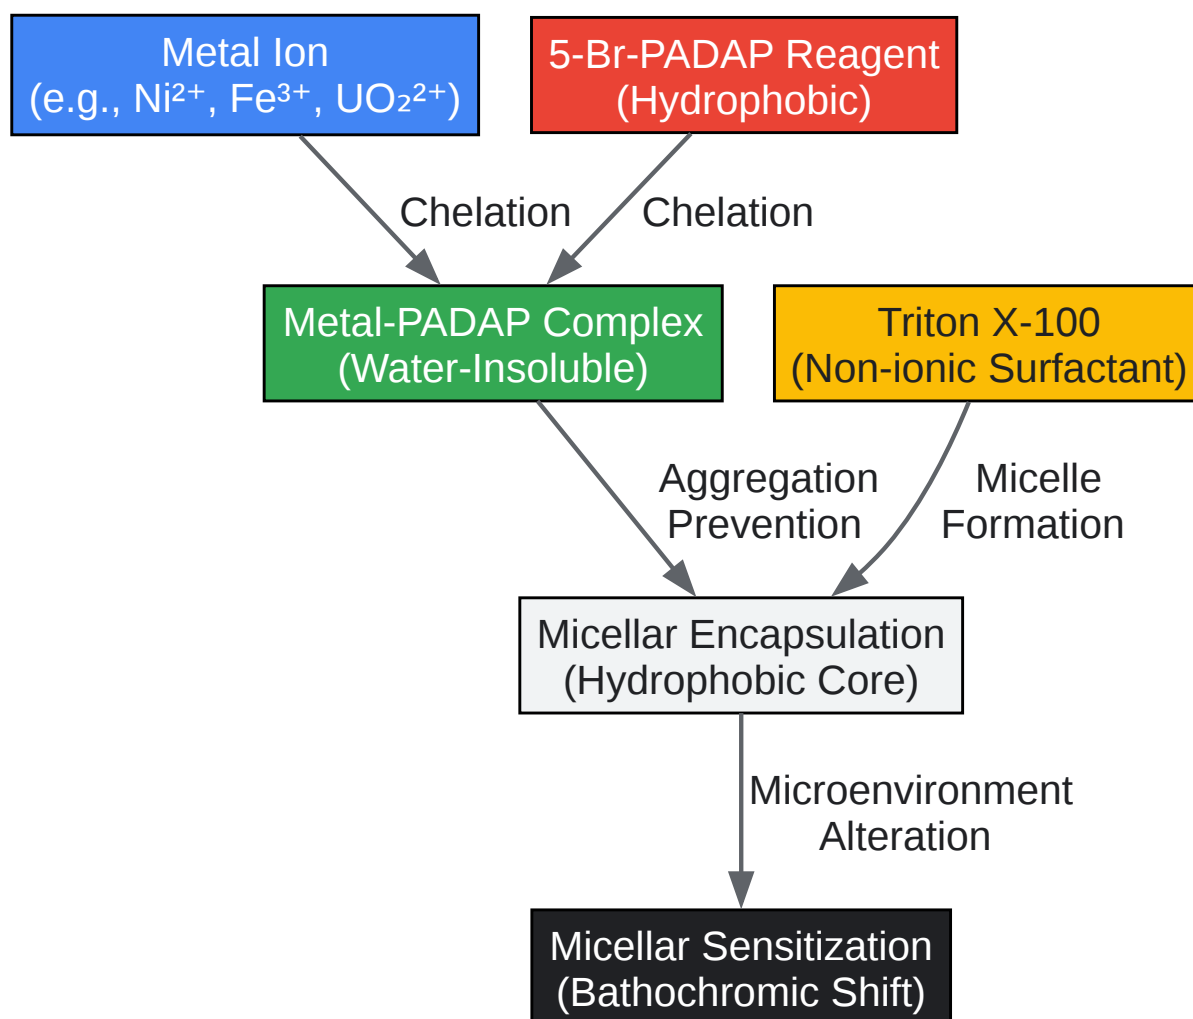 Metal Ion
(e.g., Ni²⁺, Fe³⁺, UO₂²⁺)
5-Br-PADAP Reagent
(Hydrophobic)
Chelation
Chelation
Metal-PADAP Complex
(Water-Insoluble)
Triton X-100
(Non-ionic Surfactant)
Aggregation
Prevention
Micelle
Formation
Micellar Encapsulation
(Hydrophobic Core)
Microenvironment
Alteration
Micellar Sensitization
(Bathochromic Shift)